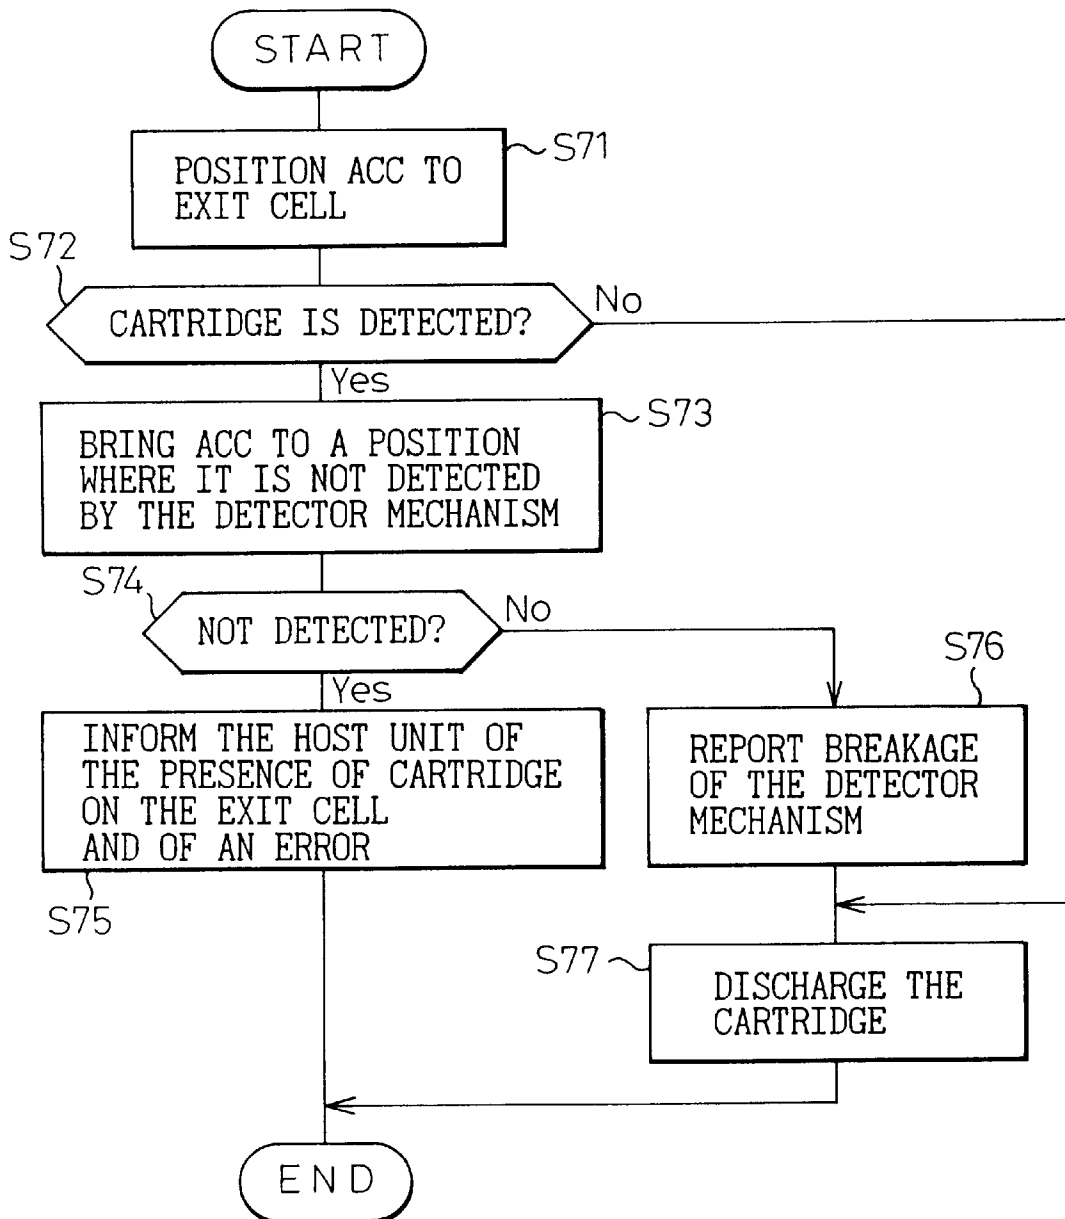 START
S71
POSITION ACC TO
EXIT CELL
S72
CARTRIDGE IS DETECTED?
No
Yes
S73
BRING ACC TO A POSITION
WHERE IT IS NOT DETECTED
BY THE DETECTOR MECHANISM
S74
NOT DETECTED?
No
Yes
S76
INFORM THE HOST UNIT OF
THE PRESENCE OF CARTRIDGE
ON THE EXIT CELL
AND OF AN ERROR
S75
REPORT BREAKAGE
OF THE DETECTOR
MECHANISM
S77
DISCHARGE THE
CARTRIDGE
END